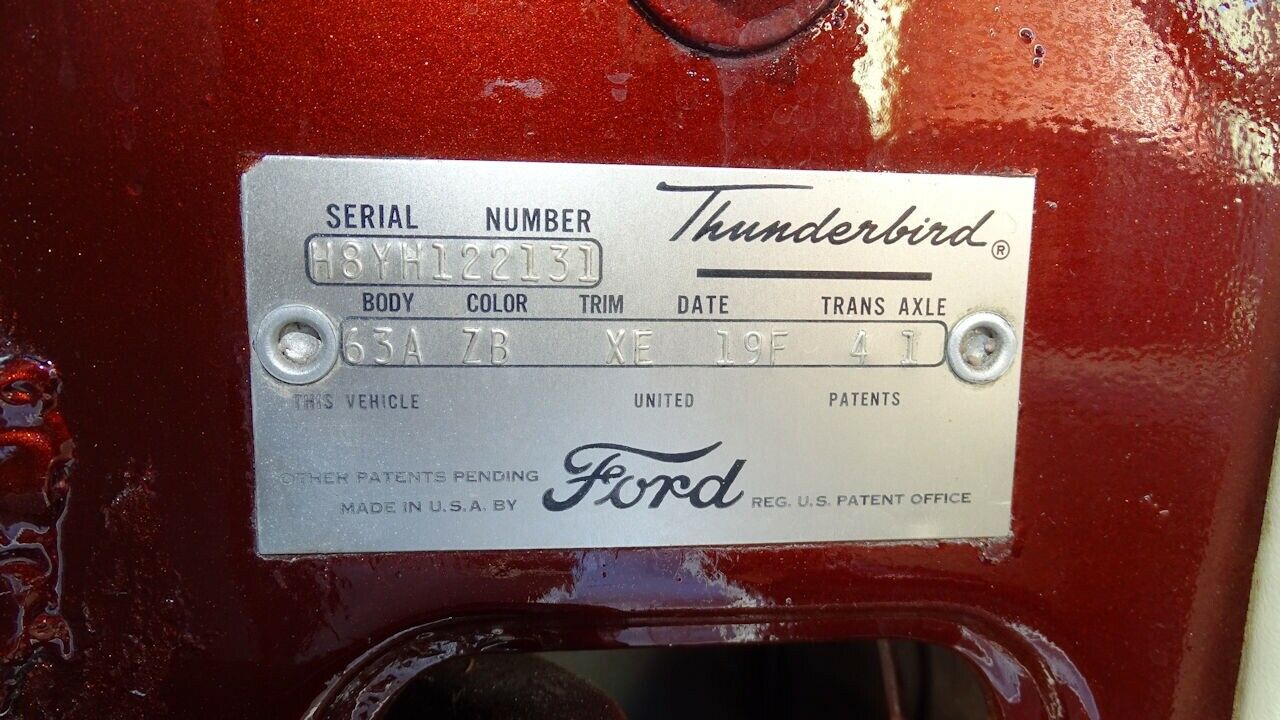 SERIAL NUMBER Thunderbird®
H8YH122131
BODY COLOR TRIM DATE TRANS AXLE
63A ZB XE 19F 4 1
THIS VEHICLE UNITED PATENTS
OTHER PATENTS PENDING
MADE IN U.S.A. BY Ford REG. U.S. PATENT OFFICE